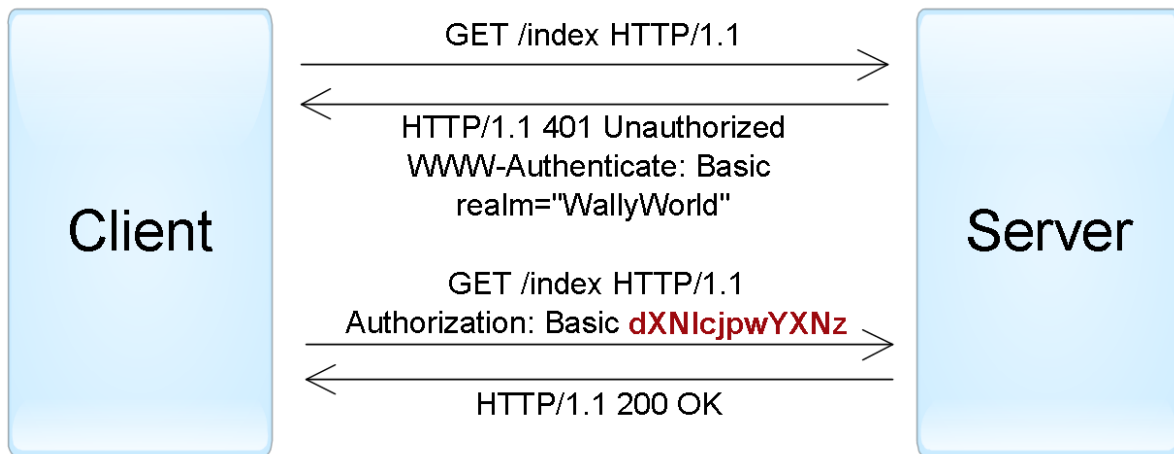 GET /index HTTP/1.1
HTTP/1.1 401 Unauthorized
WWW-Authenticate: Basic
realm="WallyWorld"
Client
Server
GET /index HTTP/1.1
Authorization: Basic dXNlcjpwYXNz
HTTP/1.1 200 OK